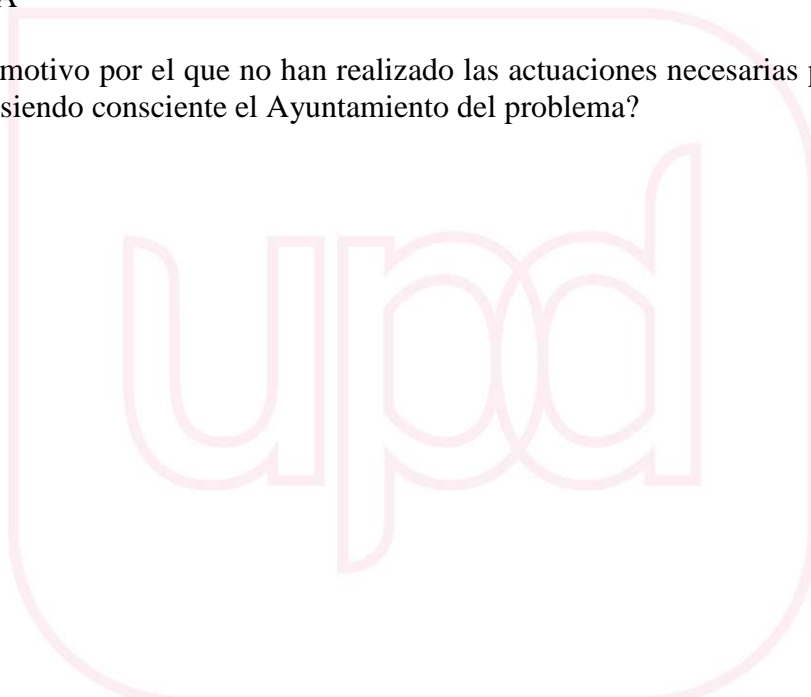 motivo por el que no han realizado las actuaciones necesarias
siendo consciente el Ayuntamiento del problema?
upd